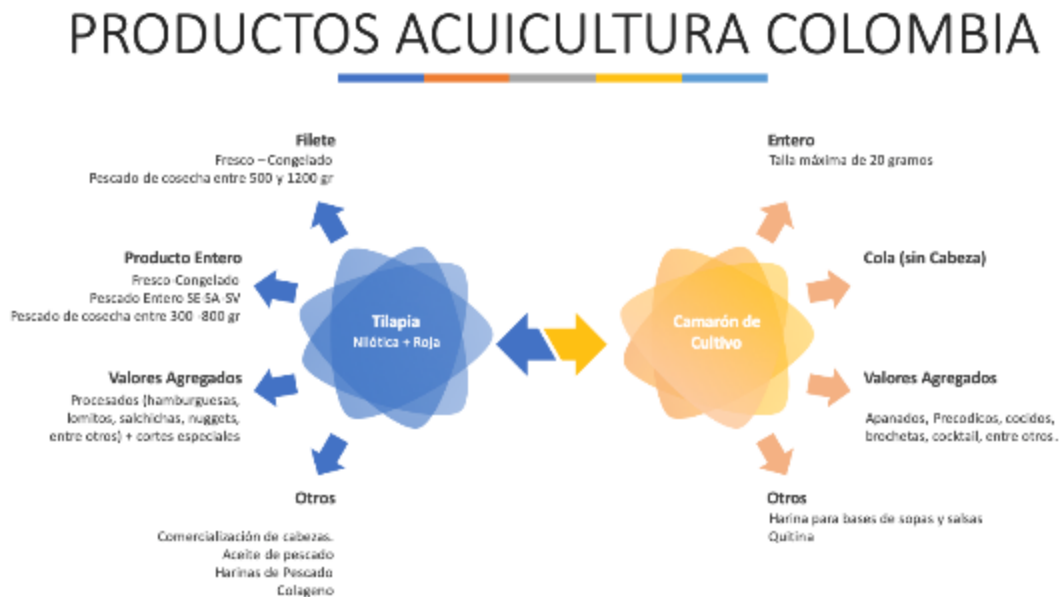 PRODUCTOS ACUICULTURA COLOMBIA
Filete
Fresco – Congelado
Pescado de cosecha entre 500 y 1200 gr
Producto Entero
Fresco-Congelado
Pescado Entero SE-SA-SV
Pescado de cosecha entre 300 -800 gr
Valores Agregados
Procesados (hamburguesas,
lomitos, salchichas, nuggets,
entre otros) + cortes especiales
Otros
Comercialización de cabezas.
Aceite de pescado
Harinas de Pescado
Colageno
Tilapia
Nilótica + Roja
Camarón de
Cultivo
Entero
Talla máxima de 20 gramos
Cola (sin Cabeza)
Valores Agregados
Apanados, Precodicos, cocidos,
brochetas, cocktail, entre otros.
Otros
Harina para bases de sopas y salsas
Quitina